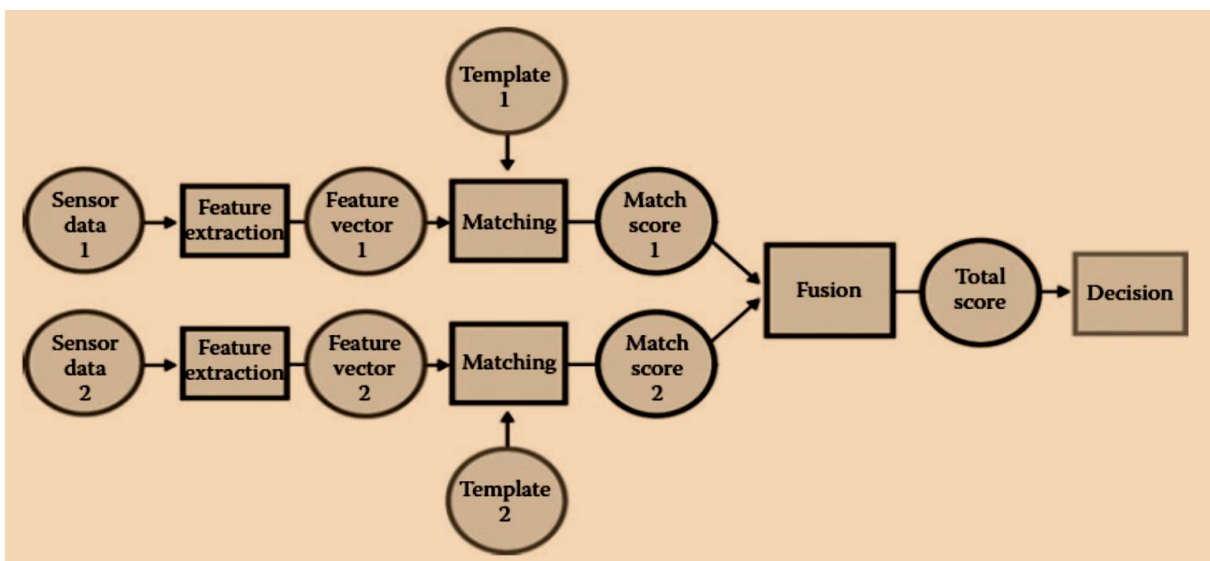 Template
1
Sensor
data
1
Feature
extraction
Feature
vector
1
Matching
Match
score
1
Fusion
Total
score
Decision
Sensor
data
2
Feature
extraction
Feature
vector
2
Matching
Match
score
2
Template
2